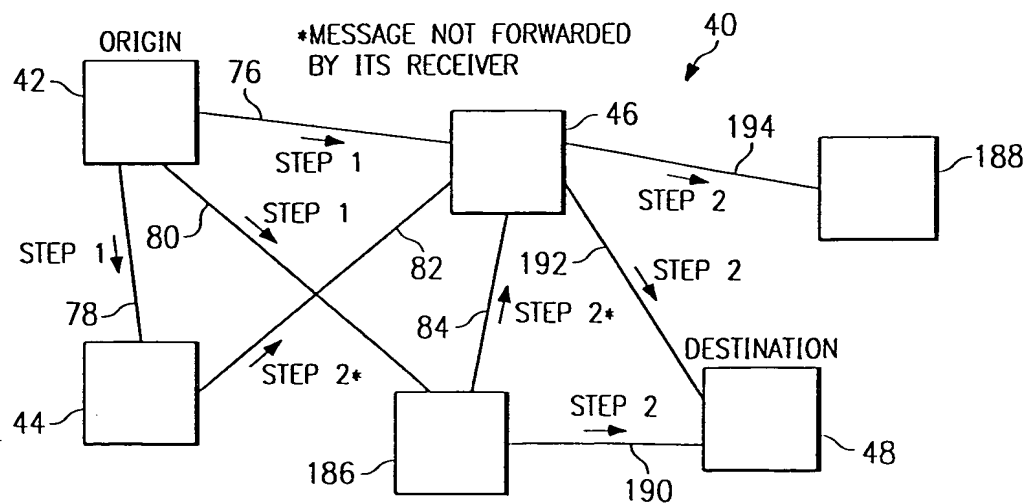 ORIGIN
*MESSAGE NOT FORWARDED
BY ITS RECEIVER
40
42
76
46
194
188
STEP 1
STEP 2
80
STEP 1
STEP 1
82
192
STEP 2
78
84
STEP 2*
DESTINATION
STEP 2*
STEP 2
44
186
190
48